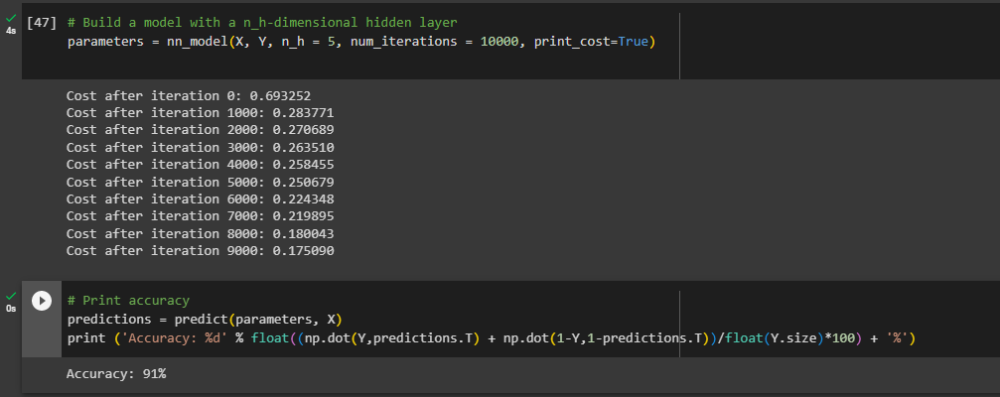 [47] # Build a model with a n_h-dimensional hidden layer
4s
parameters = nn_model(X, Y, n_h = 5, num_iterations = 10000, print_cost=True)
Cost after iteration 0: 0.693252
Cost after iteration 1000: 0.283771
Cost after iteration 2000: 0.270689
Cost after iteration 3000: 0.263510
Cost after iteration 4000: 0.258455
Cost after iteration 5000: 0.250679
Cost after iteration 6000: 0.224348
Cost after iteration 7000: 0.219895
Cost after iteration 8000: 0.180043
Cost after iteration 9000: 0.175090
# Print accuracy
0s
predictions = predict(parameters, X)
print ('Accuracy: %d' % float((np.dot(Y,predictions.T) + np.dot(1-Y,1-predictions.T))/float(Y.size)*100) + '%')
Accuracy: 91%